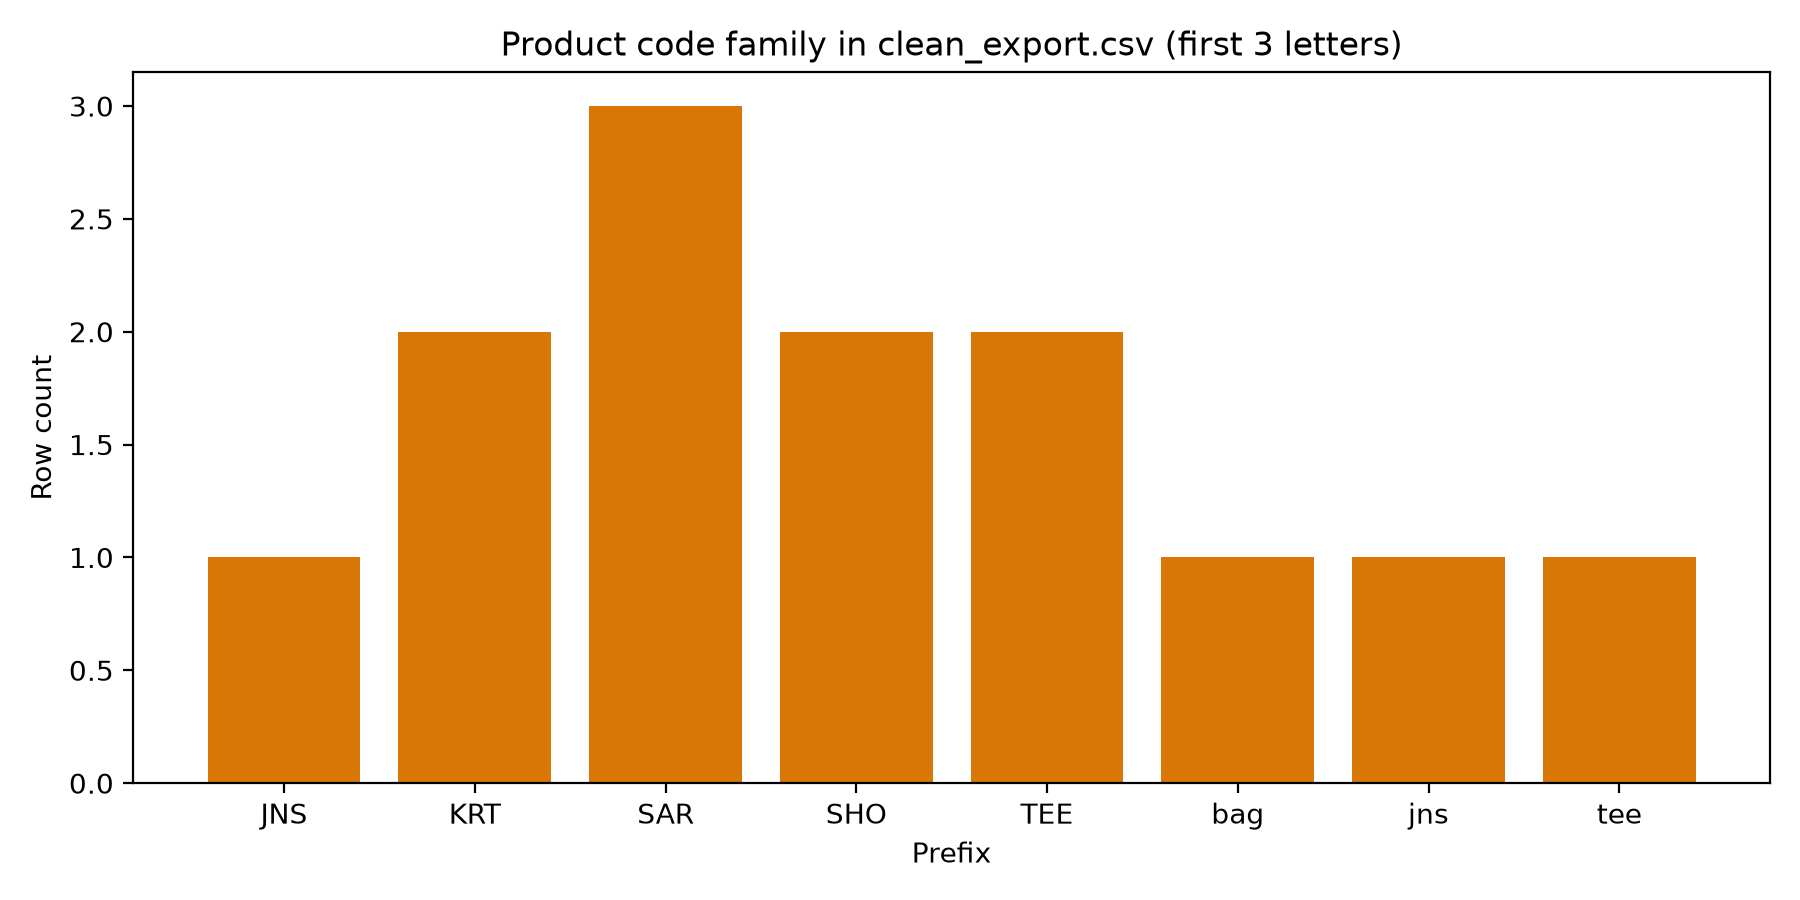 Product code family in clean_export.csv (first 3 letters)
3.0
2.5
2.0
1.5
1.0
0.5
0.0
Row count
JNS KRT SAR SHO TEE bag jns tee
Prefix